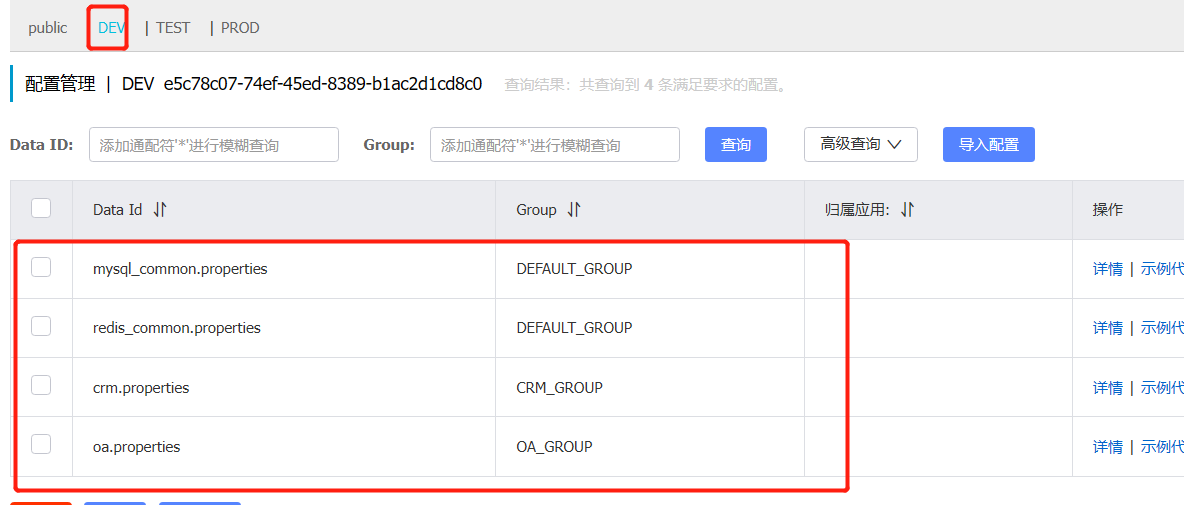 public DEV | TEST | PROD
配置管理 | DEV e5c78c07-74ef-45ed-8389-b1ac2d1cd8c0 查询结果：共查询到 4 条满足要求的配置。
Data ID: 添加通配符'*'进行模糊查询 Group: 添加通配符'*'进行模糊查询 查询 高级查询 导入配置
Data Id Group 归属应用: 操作
mysql_common.properties DEFAULT_GROUP 详情 | 示例代
redis_common.properties DEFAULT_GROUP 详情 | 示例代
crm.properties CRM_GROUP 详情 | 示例代
oa.properties OA_GROUP 详情 | 示例代